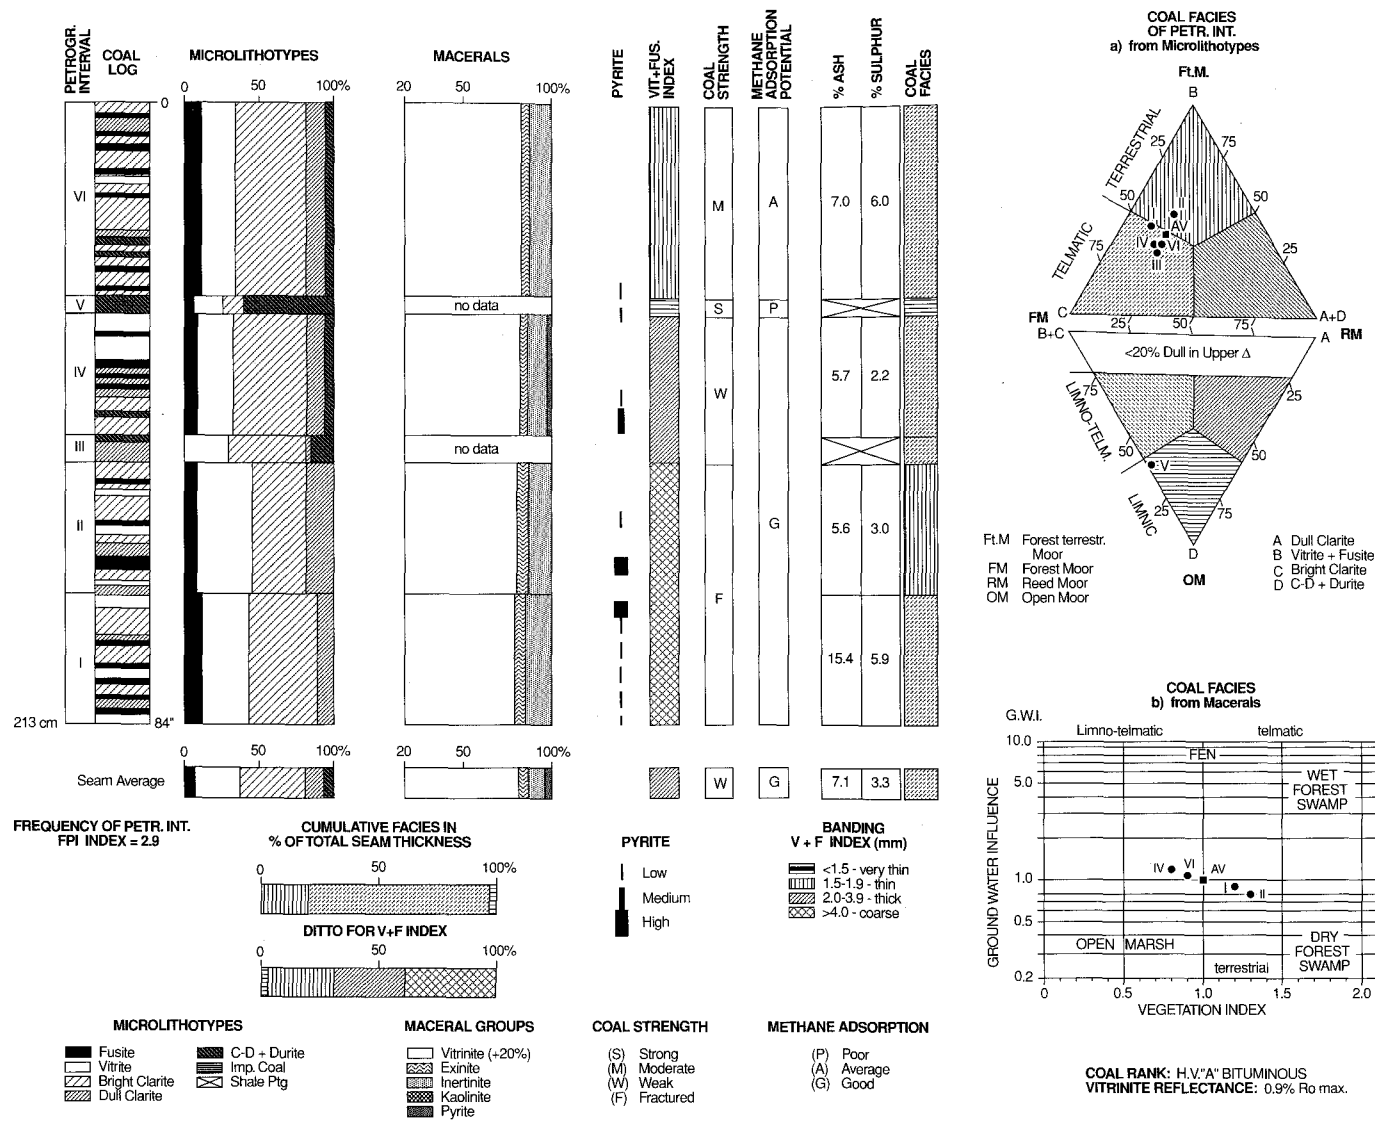 PETROGR. INTERVAL
COAL LOG
MICROLITHOTYPES
0 50 100%
MACERALS
20 50 100%
PYRITE
VIT+FUS. INDEX
COAL STRENGTH
METHANE ADSORPTION POTENTIAL
% ASH
% SULPHUR
COAL FACIES
0
VI
M A 7.0 6.0
V
no data
S P
IV
W
5.7 2.2
III
no data
II
G
5.6 3.0
F
I
15.4 5.9
213 cm
84"
0 50 100%
20 50 100%
Seam Average
W G 7.1 3.3
FREQUENCY OF PETR. INT.
FPI INDEX = 2.9
CUMULATIVE FACIES IN
% OF TOTAL SEAM THICKNESS
0 50 100%
DITTO FOR V+F INDEX
0 50 100%
PYRITE
Low
Medium
High
BANDING
V + F INDEX (mm)
<1.5 - very thin
1.5-1.9 - thin
2.0-3.9 - thick
>4.0 - coarse
MICROLITHOTYPES
Fusite
Vitrite
Bright Clarite
Dull Clarite
C-D + Durite
Imp. Coal
Shale Ptg
MACERAL GROUPS
Vitrinite (+20%)
Exinite
Inertinite
Kaolinite
Pyrite
COAL STRENGTH
(S) Strong
(M) Moderate
(W) Weak
(F) Fractured
METHANE ADSORPTION
(P) Poor
(A) Average
(G) Good
COAL FACIES
OF PETR. INT.
a) from Microlithotypes
Ft.M.
B
TERRESTRIAL
25 75
50 50
TELMATIC
75 25
I II
AV
IV VI
III
FM C
A+D
25 50 75
B+C
A RM
<20% Dull in Upper Δ
75 25
LIMNO-TELM.
50 50
V
LIMNIC
25 75
D
OM
Ft.M Forest terrestr.
Moor
FM Forest Moor
RM Reed Moor
OM Open Moor
A Dull Clarite
B Vitrite + Fusite
C Bright Clarite
D C-D + Durite
COAL FACIES
b) from Macerals
G.W.I.
Limno-telmatic telmatic
10.0
FEN
5.0
WET
FOREST
SWAMP
GROUND WATER INFLUENCE
IV VI AV
1.0
I II
0.5
OPEN MARSH
DRY
FOREST
SWAMP
terrestrial
0.2
0 0.5 1.0 1.5 2.0
VEGETATION INDEX
COAL RANK: H.V."A" BITUMINOUS
VITRINITE REFLECTANCE: 0.9% Ro max.